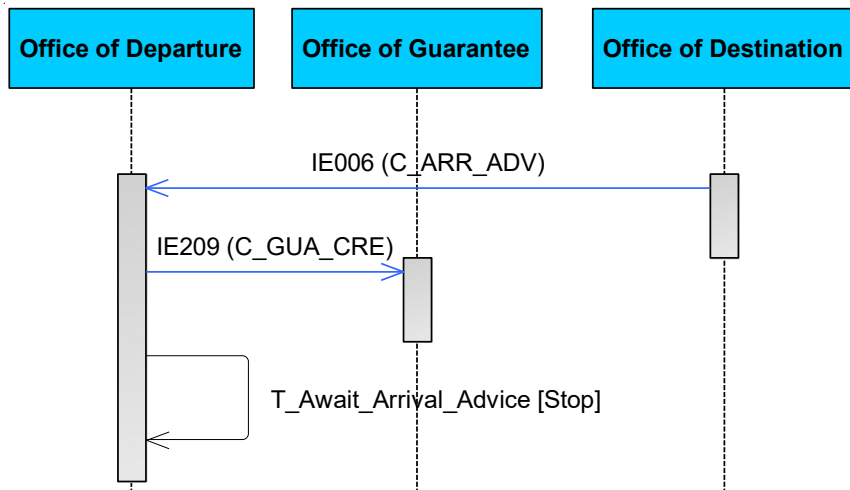 Office of Departure
Office of Guarantee
Office of Destination
IE006 (C_ARR_ADV)
IE209 (C_GUA_CRE)
T_Await_Arrival_Advice [Stop]